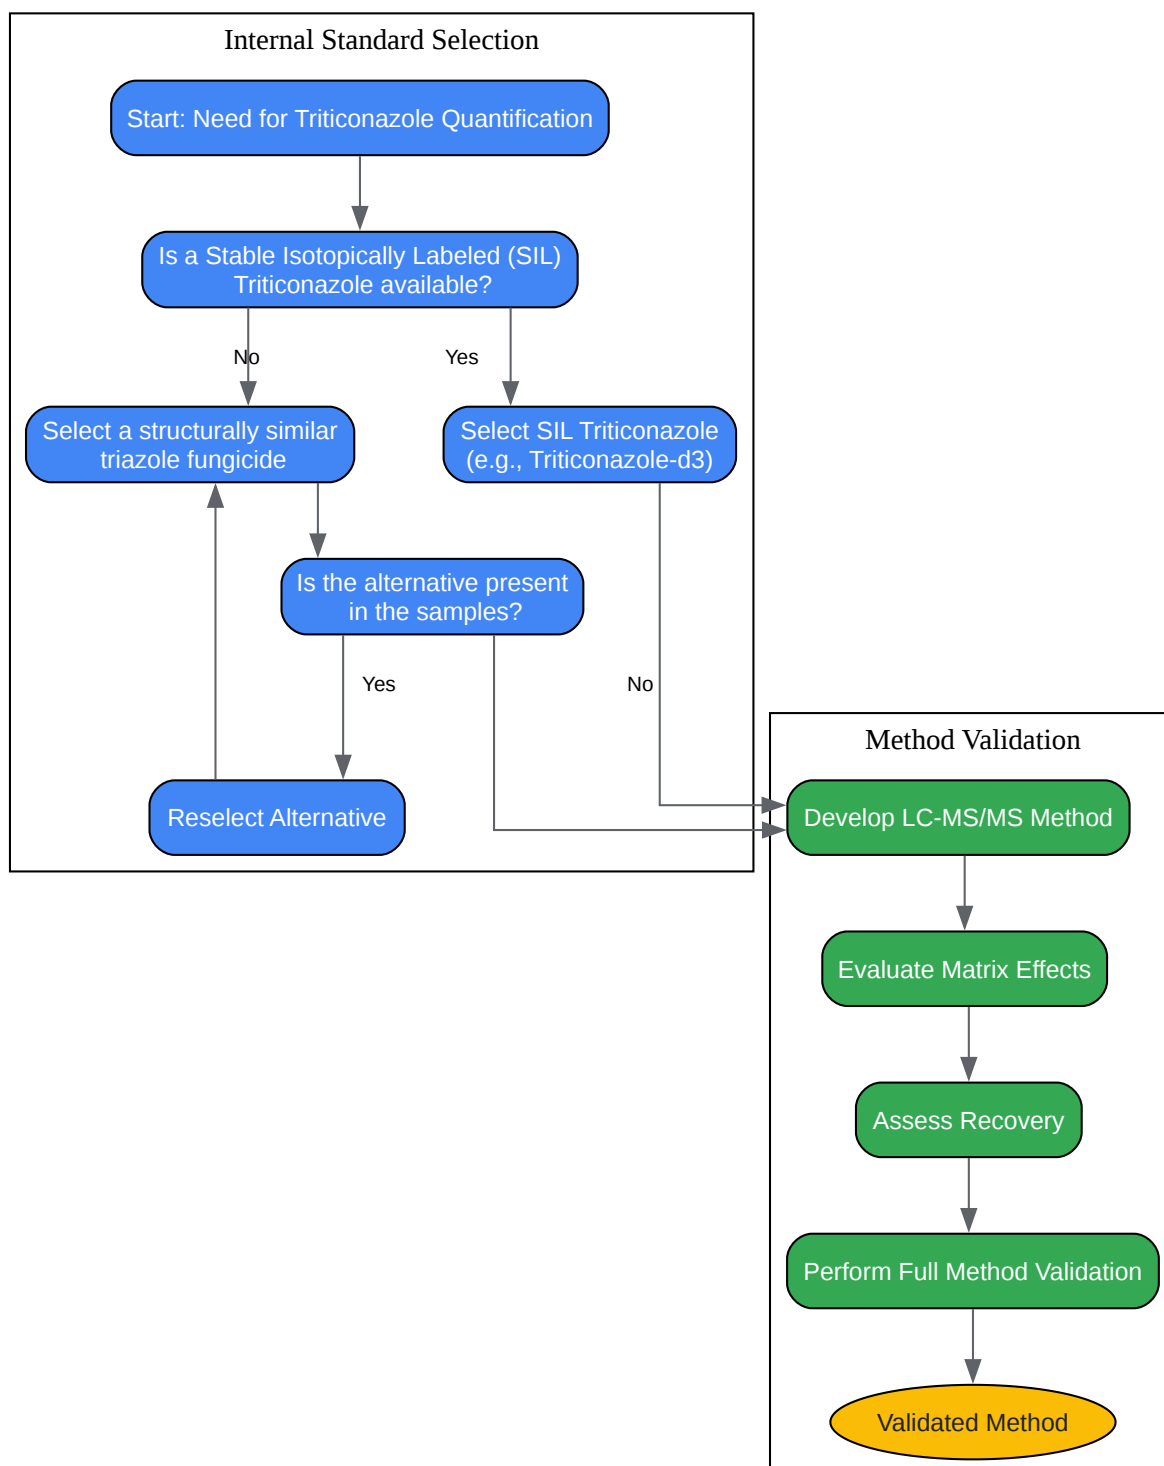 Internal Standard Selection
Start: Need for Triticonazole Quantification
Is a Stable Isotopically Labeled (SIL)
Triticonazole available?
No
Yes
Select a structurally similar
triazole fungicide
Select SIL Triticonazole
(e.g., Triticonazole-d3)
Is the alternative present
in the samples?
Yes
No
Reselect Alternative
Method Validation
Develop LC-MS/MS Method
Evaluate Matrix Effects
Assess Recovery
Perform Full Method Validation
Validated Method